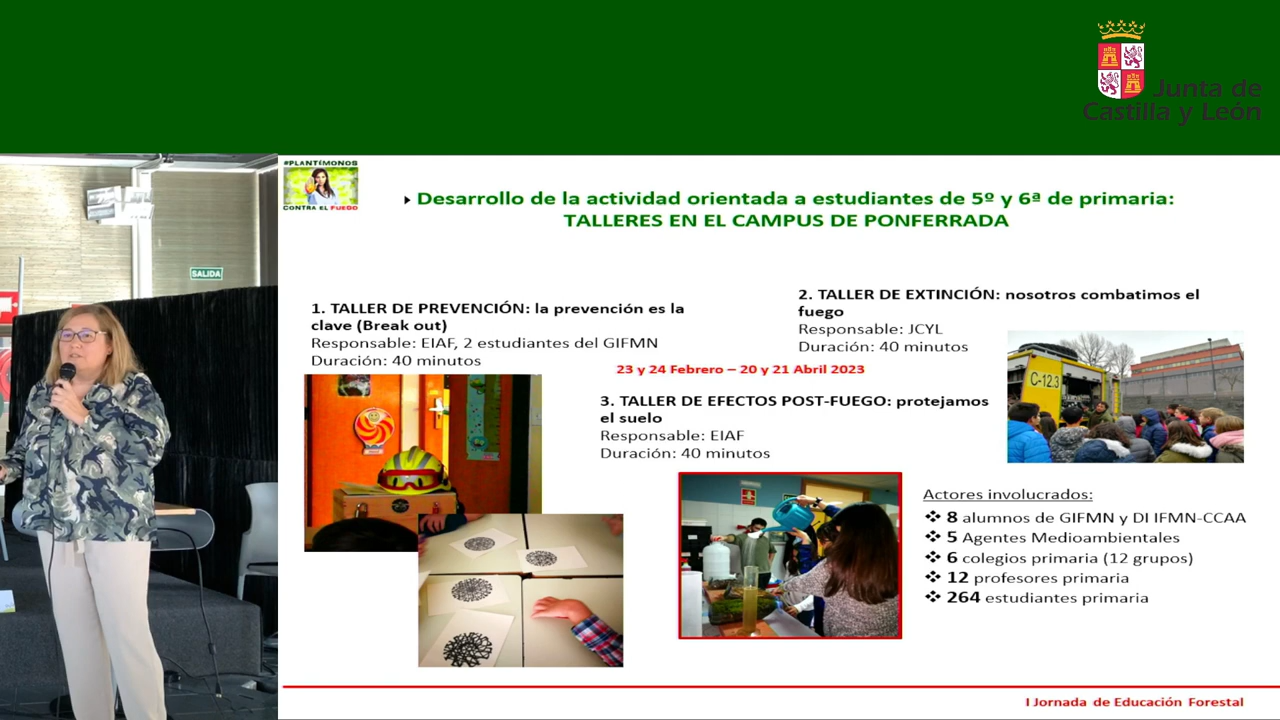 Junta de
Castilla y León
#PLANTÍMONOS
CONTRA EL FUEGO
Desarrollo de la actividad orientada a estudiantes de 5º y 6ª de primaria:
TALLERES EN EL CAMPUS DE PONFERRADA
SALIDA
1. TALLER DE PREVENCIÓN: la prevención es la
clave (Break out)
Responsable: EIAF, 2 estudiantes del GIFMN
Duración: 40 minutos
2. TALLER DE EXTINCIÓN: nosotros combatimos el
fuego
Responsable: JCYL
Duración: 40 minutos
C-12.3
23 y 24 Febrero – 20 y 21 Abril 2023
3. TALLER DE EFECTOS POST-FUEGO: protejamos
el suelo
Responsable: EIAF
Duración: 40 minutos
Actores involucrados:
❖ 8 alumnos de GIFMN y DI IFMN-CCAA
❖ 5 Agentes Medioambientales
❖ 6 colegios primaria (12 grupos)
❖ 12 profesores primaria
❖ 264 estudiantes primaria
I Jornada de Educación Forestal